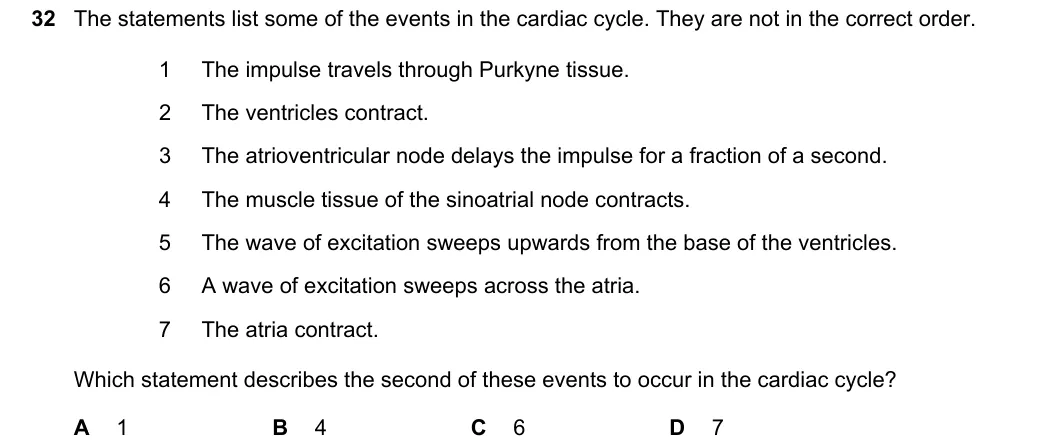 32 The statements list some of the events in the cardiac cycle. They are not in the correct order.
1 The impulse travels through Purkyne tissue.
2 The ventricles contract.
3 The atrioventricular node delays the impulse for a fraction of a second.
4 The muscle tissue of the sinoatrial node contracts.
5 The wave of excitation sweeps upwards from the base of the ventricles.
6 A wave of excitation sweeps across the atria.
7 The atria contract.
Which statement describes the second of these events to occur in the cardiac cycle?
A 1 B 4 C 6 D 7